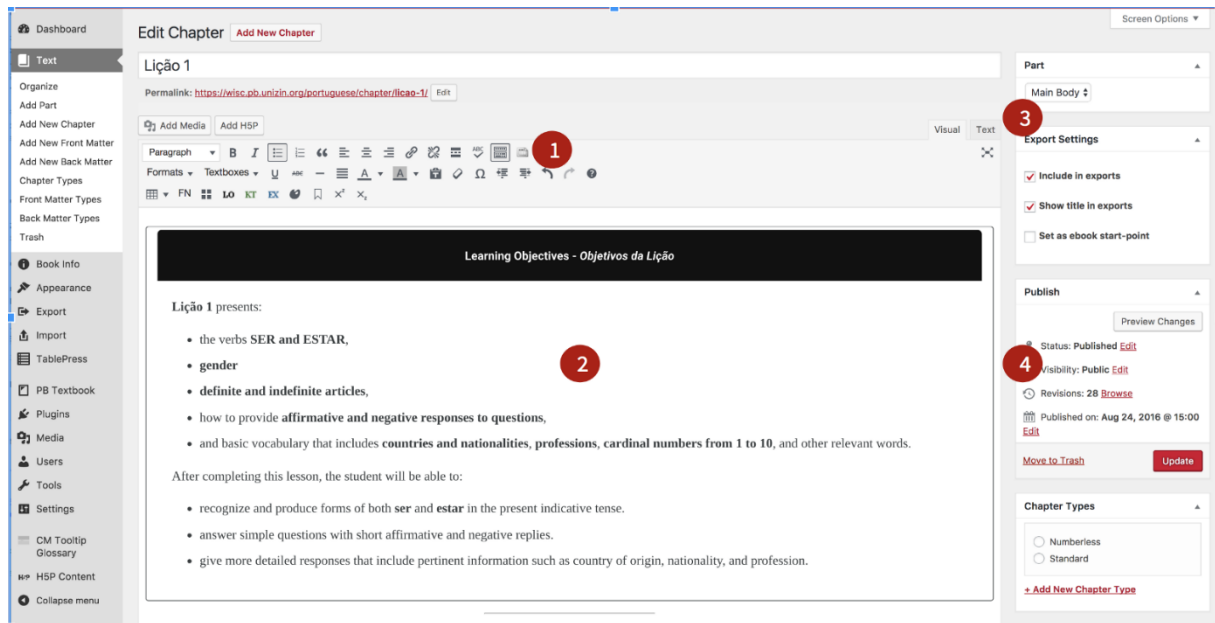 Screen Options ▼
Dashboard
Text
Organize
Add Part
Add New Chapter
Add New Front Matter
Add New Back Matter
Chapter Types
Front Matter Types
Back Matter Types
Trash
Book Info
Appearance
Export
Import
TablePress
PB Textbook
Plugins
Media
Users
Tools
Settings
CM Tooltip
Glossary
H5P H5P Content
Collapse menu
Edit Chapter Add New Chapter
Lição 1
Permalink: https://wisc.pb.unizin.org/portuguese/chapter/licao-1/ Edit
Add Media Add H5P
Visual Text
Paragraph B I “ ABC 1
Formats Textboxes U ABC A A Ω
FN LO KT EX X² X₂
Learning Objectives - Objetivos da Lição
Lição 1 presents:
• the verbs SER and ESTAR,
• gender
• definite and indefinite articles,
2
• how to provide affirmative and negative responses to questions,
• and basic vocabulary that includes countries and nationalities, professions, cardinal numbers from 1 to 10, and other relevant words.
After completing this lesson, the student will be able to:
• recognize and produce forms of both ser and estar in the present indicative tense.
• answer simple questions with short affirmative and negative replies.
• give more detailed responses that include pertinent information such as country of origin, nationality, and profession.
Part
Main Body
3
Export Settings
Include in exports
Show title in exports
Set as ebook start-point
Publish
Preview Changes
Status: Published Edit
4
Visibility: Public Edit
Revisions: 28 Browse
Published on: Aug 24, 2016 @ 15:00
Edit
Move to Trash Update
Chapter Types
Numberless
Standard
+ Add New Chapter Type